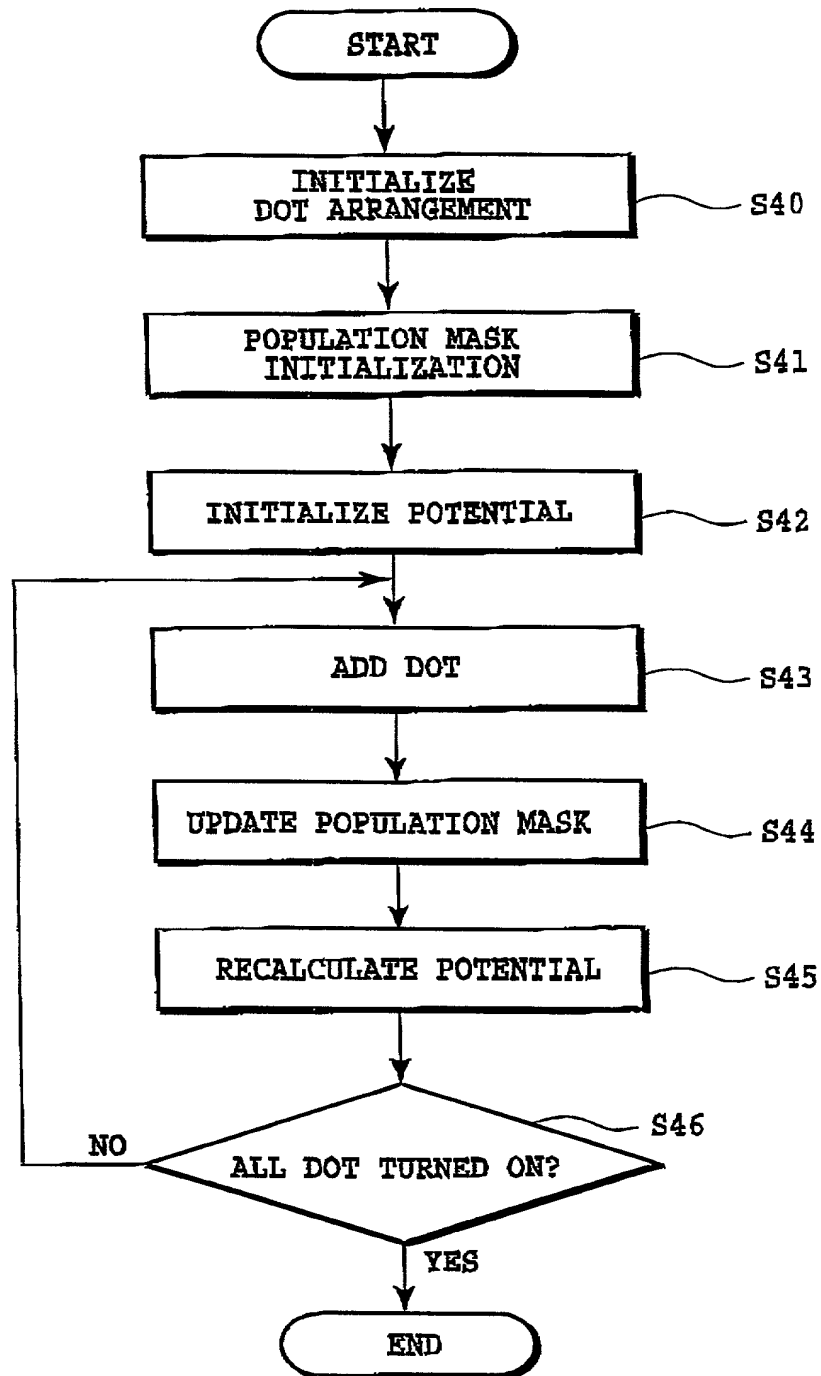 START
INITIALIZE
DOT ARRANGEMENT
S40
POPULATION MASK
INITIALIZATION
S41
INITIALIZE POTENTIAL
S42
ADD DOT
S43
UPDATE POPULATION MASK
S44
RECALCULATE POTENTIAL
S45
S46
NO
ALL DOT TURNED ON?
YES
END